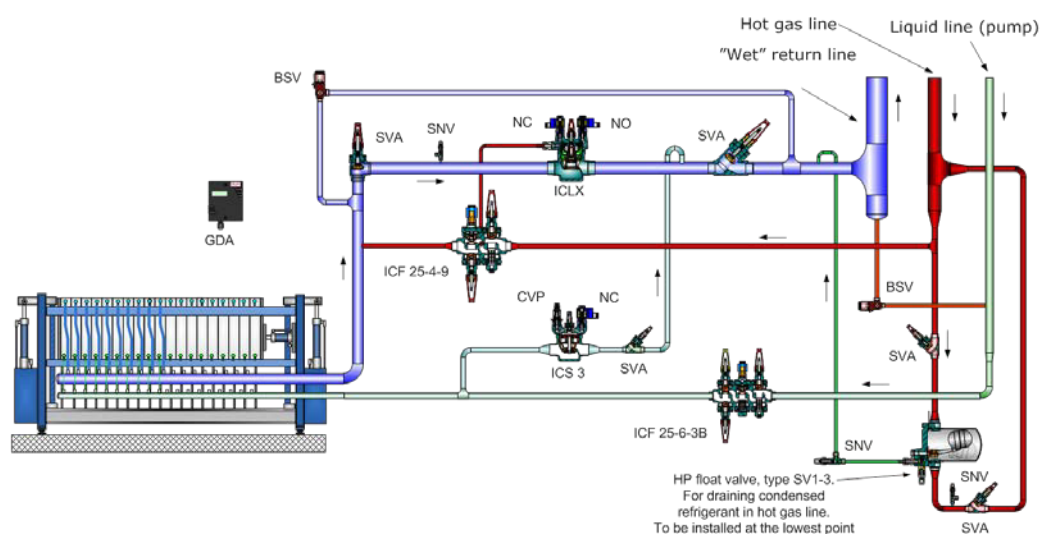 Hot gas line
Liquid line (pump)
"Wet" return line
BSV
SVA
SNV
NC
NO
SVA
ICLX
GDA
ICF 25-4-9
CVP
NC
BSV
SVA
ICS 3
SVA
ICF 25-6-3B
SNV
HP float valve, type SV1-3.
For draining condensed
refrigerant in hot gas line.
To be installed at the lowest point
SNV
SVA